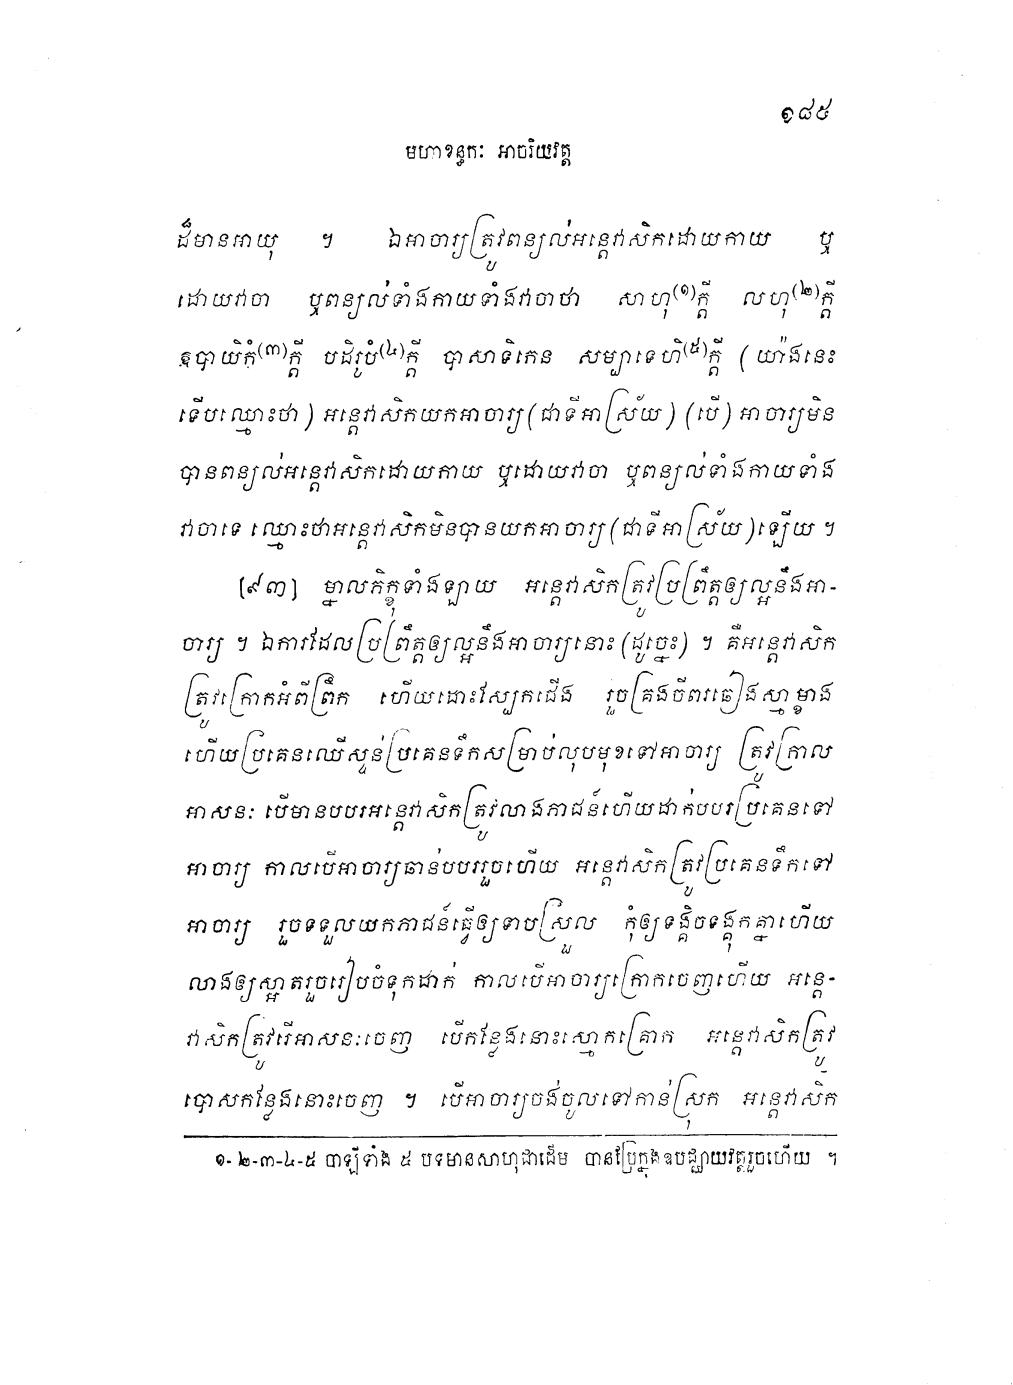 ១៨៥
មហាខន្ធកៈ អាចរិយវត្ត
ដ៏មានអាយុ ។ ឯអាចារ្យត្រូវពន្យល់អន្តេវាសិកដោយកាយ ឬ
ដោយវាចា ឬពន្យល់ទាំងកាយទាំងវាចាថា សាហុ(១)ក្តី លហុ(២)ក្តី
ឧបាយិកំ(៣)ក្តី បដិរូបំ(៤)ក្តី បាសាទិកេន សម្បាទេហិ(៥)ក្តី (យ៉ាងនេះ
ទើបឈ្មោះថា) អន្តេវាសិកយកអាចារ្យ (ជាទីអាស្រ័យ) (បើ) អាចារ្យមិន
បានពន្យល់អន្តេវាសិកដោយកាយ ឬដោយវាចា ឬពន្យល់ទាំងកាយទាំង
វាចាទេ ឈ្មោះថាអន្តេវាសិកមិនបានយកអាចារ្យ (ជាទីអាស្រ័យ) ឡើយ ។
[៩៣] ម្នាលភិក្ខុទាំងឡាយ អន្តេវាសិកត្រូវប្រព្រឹត្តឲ្យល្អនឹងអា-
ចារ្យ ។ ឯការដែលប្រព្រឹត្តឲ្យល្អនឹងអាចារ្យនោះ (ដូច្នេះ) ។ គឺអន្តេវាសិក
ត្រូវក្រោកអំពីព្រឹក ហើយដោះស្បែកជើង រួចគ្រងចីពរឆៀងស្មាម្ខាង
ហើយប្រគេនឈើស្ទន់ប្រគេនទឹកសម្រាប់លុបមុខទៅអាចារ្យ ត្រូវក្រាល
អាសនៈ បើមានបបរអន្តេវាសិកត្រូវលាងភាជន៍ហើយដាក់បបរប្រគេនទៅ
អាចារ្យ កាលបើអាចារ្យឆាន់បបររួចហើយ អន្តេវាសិកត្រូវប្រគេនទឹកទៅ
អាចារ្យ រួចទទួលយកភាជន៍ធ្វើឲ្យទាបស្រួល កុំឲ្យទង្គិចទង្គុកគ្នាហើយ
លាងឲ្យស្អាតរួចរៀបចំទុកដាក់ កាលបើអាចារ្យក្រោកចេញហើយ អន្តេ-
វាសិកត្រូវរើអាសនៈចេញ បើកន្លែងនោះស្មោកគ្រោក អន្តេវាសិកត្រូវ
បោសកន្លែងនោះចេញ ។ បើអាចារ្យចង់ចូលទៅកាន់ស្រុក អន្តេវាសិក
១-២-៣-៤-៥ បាឡីទាំង ៥ បទមានសាហុជាដើម បានប្រែក្នុងឧបជ្ឈាយវត្តរួចហើយ ។